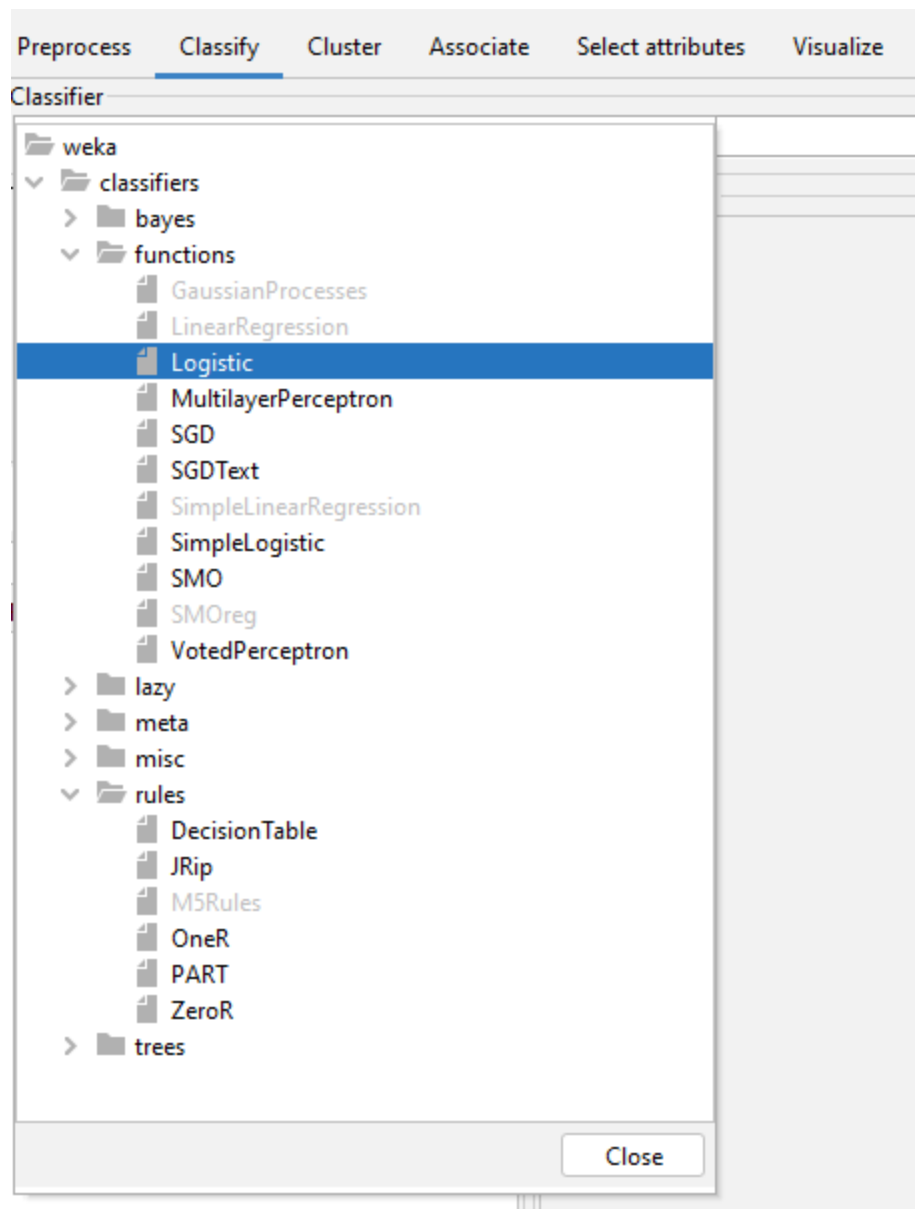 Preprocess Classify Cluster Associate Select attributes Visualize
Classifier
weka
classifiers
bayes
functions
GaussianProcesses
LinearRegression
Logistic
MultilayerPerceptron
SGD
SGDText
SimpleLinearRegression
SimpleLogistic
SMO
SMOreg
VotedPerceptron
lazy
meta
misc
rules
DecisionTable
JRip
M5Rules
OneR
PART
ZeroR
trees
Close